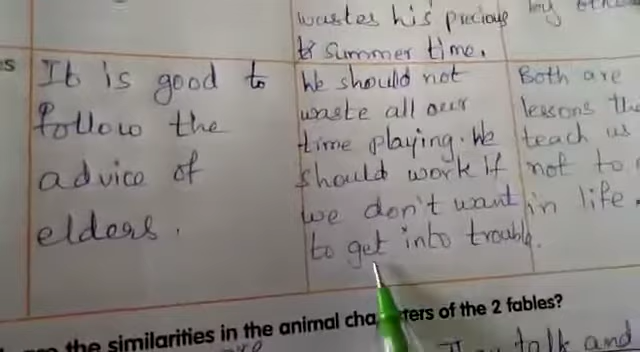 wastes his precious
summer time.
It is good to
follow the
advice of
elders.
We should not
waste all our
time playing. We
should work if
we don't want
to get into trouble.
Both are
lessons
teach us
not to
in life.
the similarities in the animal cha ters of the 2 fables?
talk and